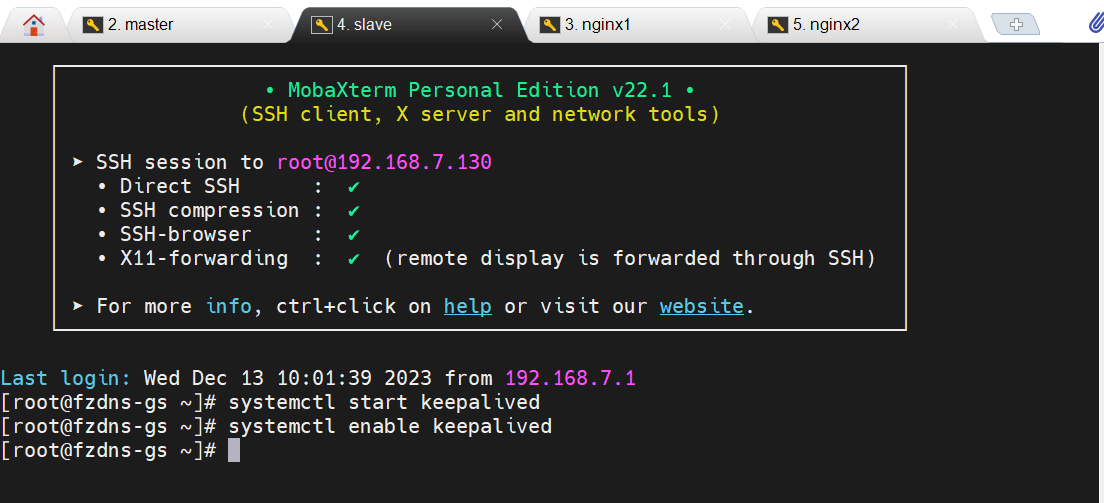 2. master
4. slave
3. nginx1
5. nginx2
• MobaXterm Personal Edition v22.1 •
(SSH client, X server and network tools)
➤ SSH session to root@192.168.7.130
• Direct SSH : ✔
• SSH compression : ✔
• SSH-browser : ✔
• X11-forwarding : ✔ (remote display is forwarded through SSH)
➤ For more info, ctrl+click on help or visit our website.
Last login: Wed Dec 13 10:01:39 2023 from 192.168.7.1
[root@fzdns-gs ~]# systemctl start keepalived
[root@fzdns-gs ~]# systemctl enable keepalived
[root@fzdns-gs ~]#